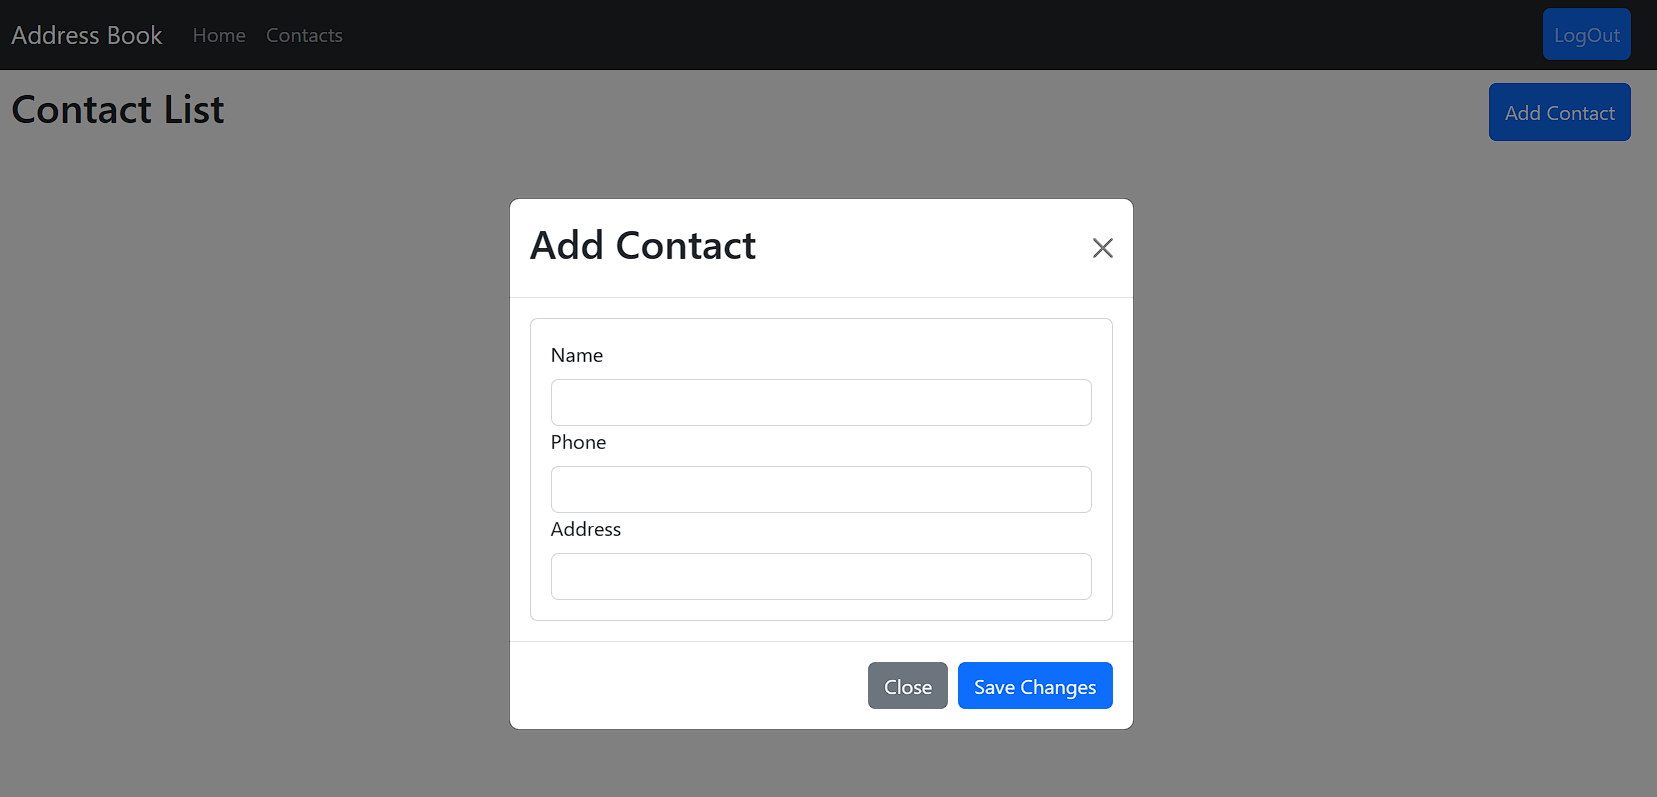 Address Book Home Contacts LogOut
Contact List Add Contact
Add Contact
Name
Phone
Address
Close Save Changes